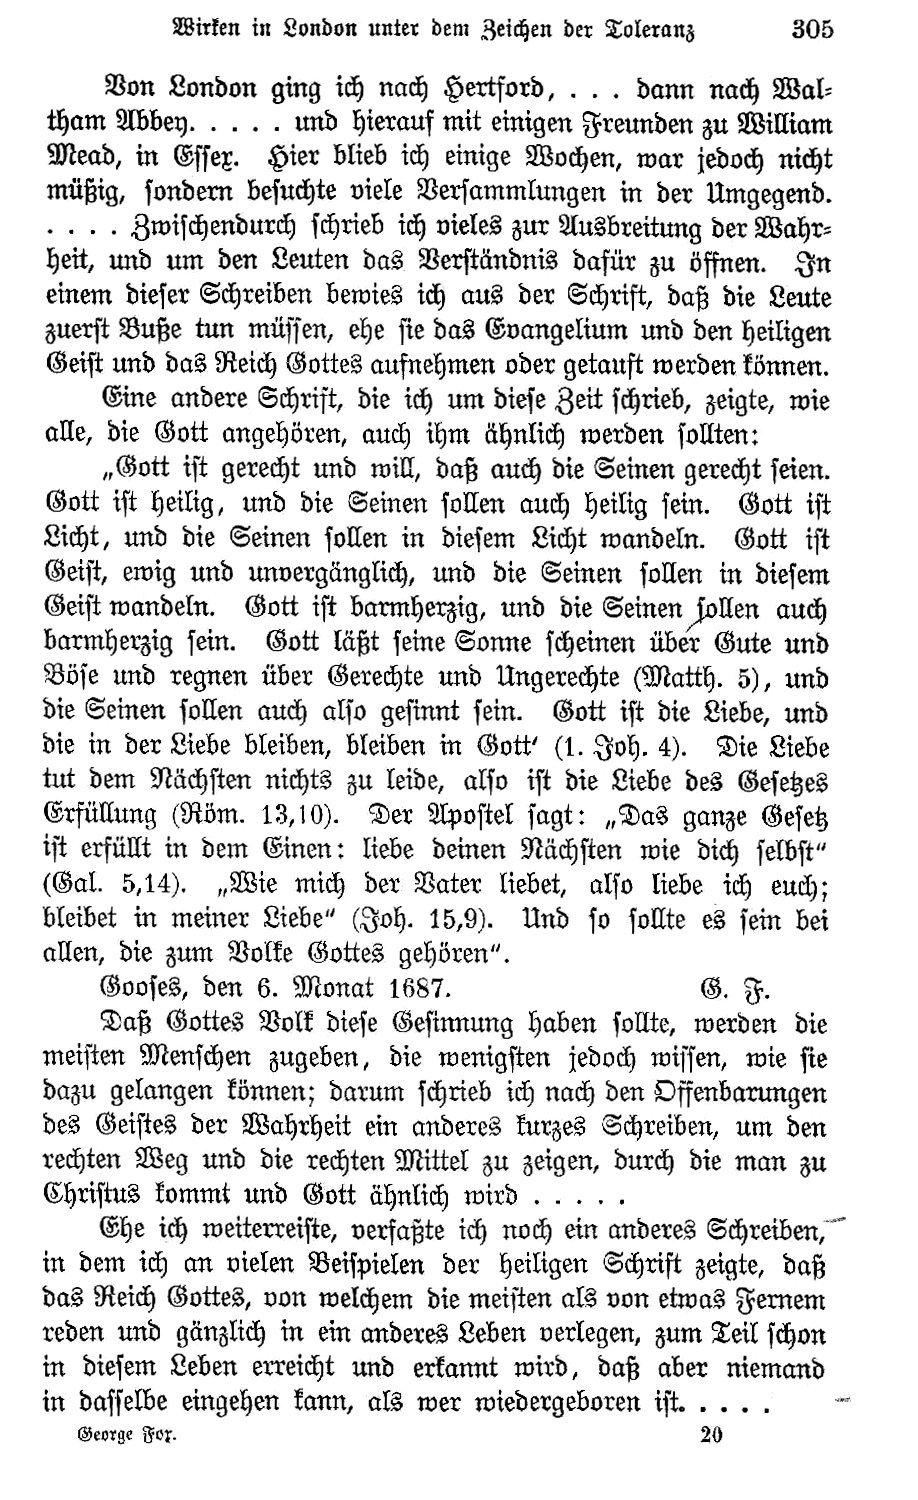 Wirken in London unter dem Zeichen der Toleranz 305
Von London ging ich nach Hertford, . . . dann nach Wal-
tham Abbey. . . . . . und hierauf mit einigen Freunden zu William
Mead, in Essex. Hier blieb ich einige Wochen, war jedoch nicht
müßig, sondern besuchte viele Versammlungen in der Umgegend.
. . . . Zwischendurch schrieb ich vieles zur Ausbreitung der Wahr-
heit, und um den Leuten das Verständnis dafür zu öffnen. In
einem dieser Schreiben bewies ich aus der Schrift, daß die Leute
zuerst Buße tun müssen, ehe sie das Evangelium und den heiligen
Geist und das Reich Gottes aufnehmen oder getauft werden können.
Eine andere Schrift, die ich um diese Zeit schrieb, zeigte, wie
alle, die Gott angehören, auch ihm ähnlich werden sollten:
„Gott ist gerecht und will, daß auch die Seinen gerecht seien.
Gott ist heilig, und die Seinen sollen auch heilig sein. Gott ist
Licht, und die Seinen sollen in diesem Licht wandeln. Gott ist
Geist, ewig und unvergänglich, und die Seinen sollen in diesem
Geist wandeln. Gott ist barmherzig, und die Seinen sollen auch
barmherzig sein. Gott läßt seine Sonne scheinen über Gute und
Böse und regnen über Gerechte und Ungerechte (Matth. 5), und
die Seinen sollen auch also gesinnt sein. Gott ist die Liebe, und
die in der Liebe bleiben, bleiben in Gott' (1. Joh. 4). Die Liebe
tut dem Nächsten nichts zu leide, also ist die Liebe des Gesetzes
Erfüllung (Röm. 13,10). Der Apostel sagt: „Das ganze Gesetz
ist erfüllt in dem Einen: liebe deinen Nächsten wie dich selbst“
(Gal. 5,14). „Wie mich der Vater liebet, also liebe ich euch;
bleibet in meiner Liebe“ (Joh. 15,9). Und so sollte es sein bei
allen, die zum Volke Gottes gehören“.
Gooses, den 6. Monat 1687. G. F.
Daß Gottes Volk diese Gesinnung haben sollte, werden die
meisten Menschen zugeben, die wenigsten jedoch wissen, wie sie
dazu gelangen können; darum schrieb ich nach den Offenbarungen
des Geistes der Wahrheit ein anderes kurzes Schreiben, um den
rechten Weg und die rechten Mittel zu zeigen, durch die man zu
Christus kommt und Gott ähnlich wird . . . . .
Ehe ich weiterreiste, verfaßte ich noch ein anderes Schreiben,
in dem ich an vielen Beispielen der heiligen Schrift zeigte, daß
das Reich Gottes, von welchem die meisten als von etwas Fernem
reden und gänzlich in ein anderes Leben verlegen, zum Teil schon
in diesem Leben erreicht und erkannt wird, daß aber niemand
in dasselbe eingehen kann, als wer wiedergeboren ist. . . . .
George Fox. 20